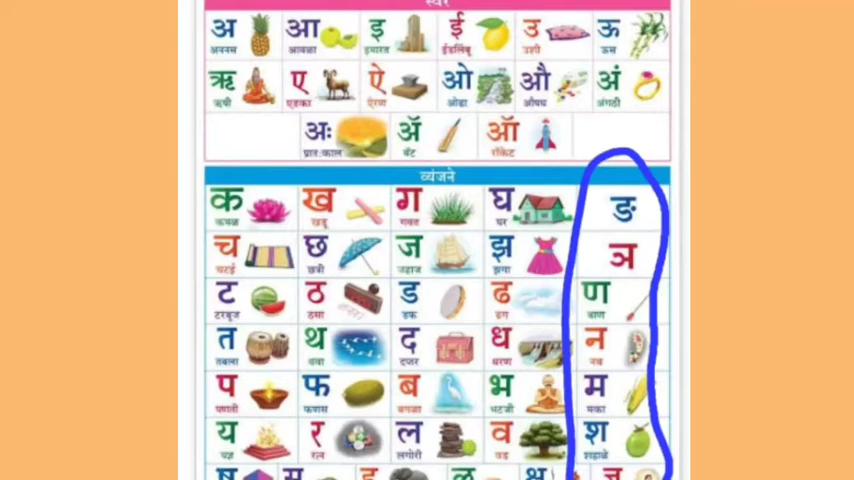 स्वर
अ आ इ ई उ ऊ
अननस आवळा इमारत ईडलिंबू उशी ऊस
ऋ ए ऐ ओ औ अं
ऋषी एडका ऐरण ओढा औषध अंगठी
अः ॲ ऑ
प्रातःकाल बॅट रॉकेट
व्यंजने
क ख ग घ ङ
कमळ खडू गवत घर
च छ ज झ ञ
चटई छत्री जहाज झगा
ट ठ ड ढ ण
टरबूज ठसा डफ ढग बाण
त थ द ध न
तबला थवा दप्तर धरण नख
प फ ब भ म
पणती फणस बगळा भटजी मका
य र ल व श
यज्ञ रत्न लगोरी वड शहाळे
ष स ह ळ क्ष ज्ञ